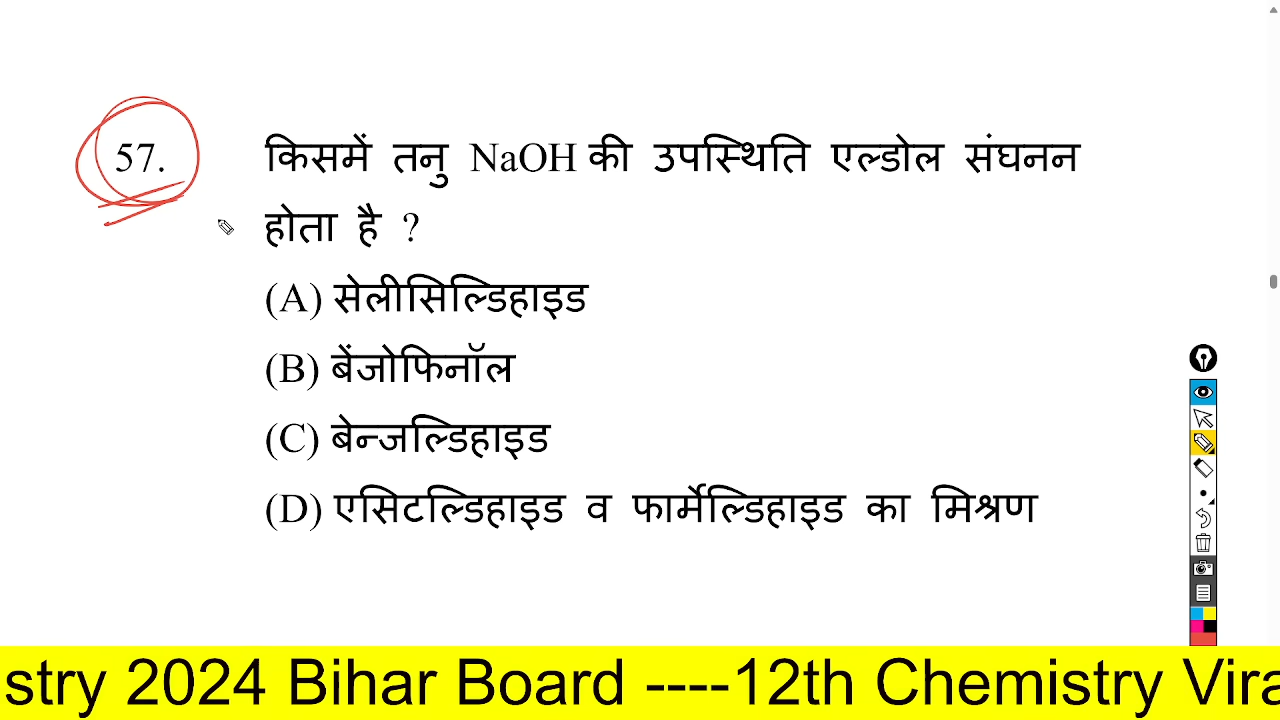 57. किसमें तनु NaOH की उपस्थिति एल्डोल संघनन
होता है ?
(A) सेलीसिल्डिहाइड
(B) बेंजोफिनॉल
(C) बेन्जल्डिहाइड
(D) एसिटल्डिहाइड व फार्मेल्डिहाइड का मिश्रण
stry 2024 Bihar Board ----12th Chemistry Vira